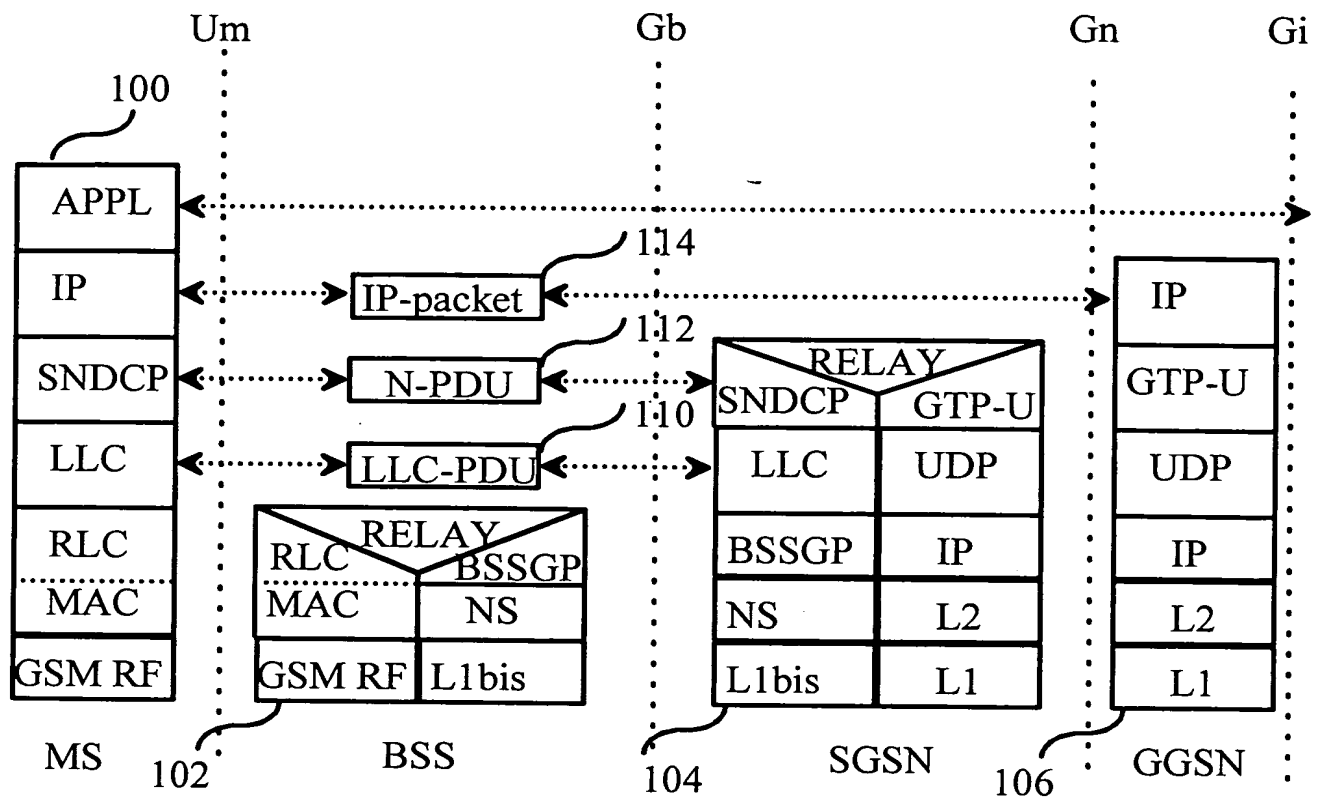 Um Gb Gn Gi
100
APPL
114
IP IP-packet IP
112
RELAY
SNDCP N-PDU GTP-U
SNDCP GTP-U
110
LLC LLC-PDU LLC UDP UDP
RELAY
RLC RLC BSSGP BSSGP IP IP
MAC MAC NS NS L2 L2
GSM RF GSM RF L1bis L1bis L1 L1
MS 102 BSS 104 SGSN 106 GGSN